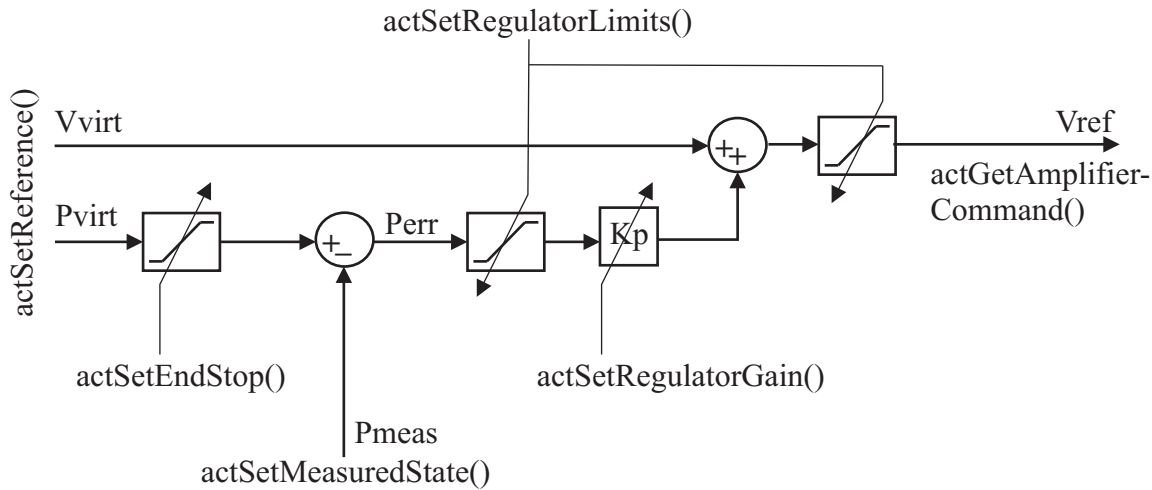 actSetRegulatorLimits()
actSetReference()
Vvirt
Vref
+
+
actGetAmplifier-
Command()
Pvirt
Perr
Kp
+
−
actSetEndStop()
actSetRegulatorGain()
Pmeas
actSetMeasuredState()